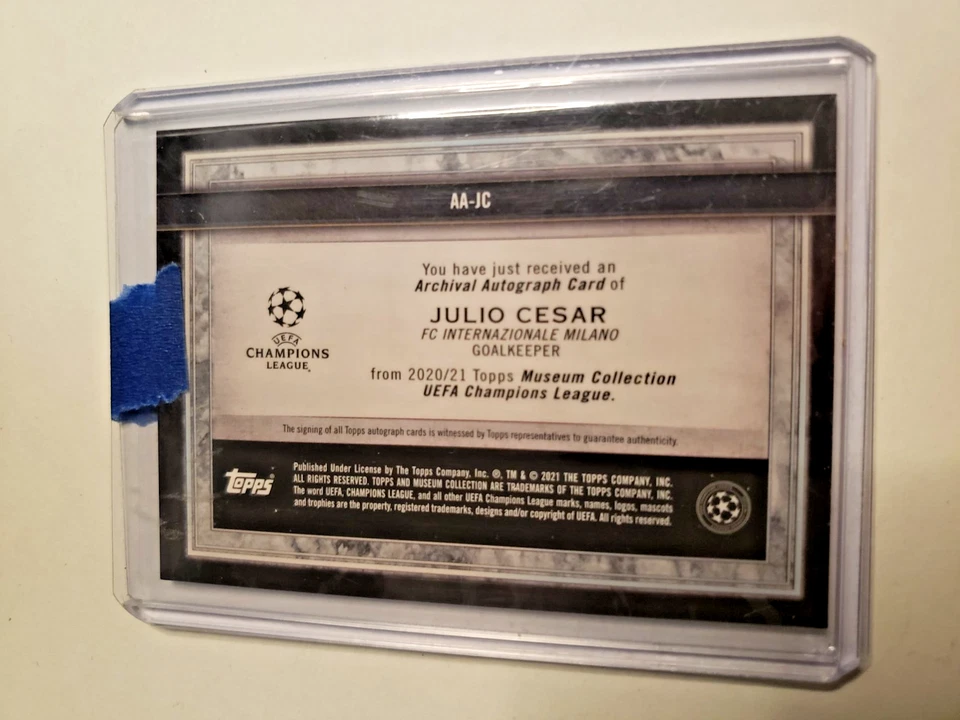 AA-JC
You have just received an
Archival Autograph Card of
JULIO CESAR
FC INTERNAZIONALE MILANO
GOALKEEPER
from 2020/21 Topps Museum Collection
UEFA Champions League.
UEFA
CHAMPIONS
LEAGUE
The signing of all Topps autograph cards is witnessed by Topps representatives to guarantee authenticity.
Topps
Published Under License by The Topps Company, Inc. ®, TM & © 2021 THE TOPPS COMPANY, INC.
ALL RIGHTS RESERVED. TOPPS AND MUSEUM COLLECTION ARE TRADEMARKS OF THE TOPPS COMPANY, INC.
The word UEFA, CHAMPIONS LEAGUE, and all other UEFA Champions League marks, names, logos, mascots
and trophies are the property, registered trademarks, designs and/or copyright of UEFA. All rights reserved.